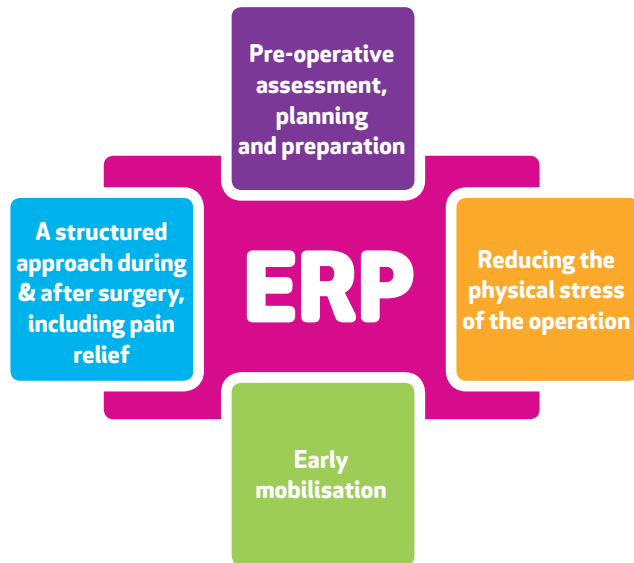 Pre-operative
assessment,
planning
and preparation
A structured
approach during
& after surgery,
including pain
relief
ERP
Reducing the
physical stress
of the operation
Early
mobilisation